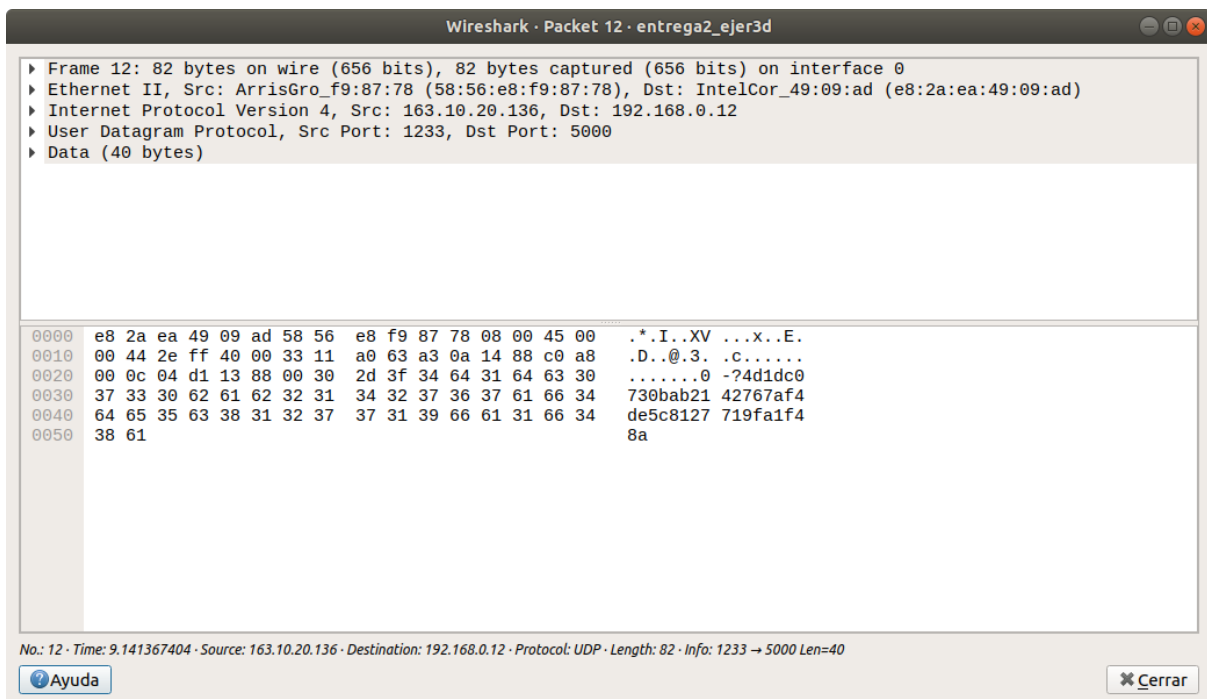 Wireshark · Packet 12 · entrega2_ejer3d
Frame 12: 82 bytes on wire (656 bits), 82 bytes captured (656 bits) on interface 0
Ethernet II, Src: ArrisGro_f9:87:78 (58:56:e8:f9:87:78), Dst: IntelCor_49:09:ad (e8:2a:ea:49:09:ad)
Internet Protocol Version 4, Src: 163.10.20.136, Dst: 192.168.0.12
User Datagram Protocol, Src Port: 1233, Dst Port: 5000
Data (40 bytes)
0000 e8 2a ea 49 09 ad 58 56 e8 f9 87 78 08 00 45 00 .*.I..XV ...x..E.
0010 00 44 2e ff 40 00 33 11 a0 63 a3 0a 14 88 c0 a8 .D..@.3. .c......
0020 00 0c 04 d1 13 88 00 30 2d 3f 34 64 31 64 63 30 .......0 -?4d1dc0
0030 37 33 30 62 61 62 32 31 34 32 37 36 37 61 66 34 730bab21 42767af4
0040 64 65 35 63 38 31 32 37 37 31 39 66 61 31 66 34 de5c8127 719fa1f4
0050 38 61 8a
No.: 12 · Time: 9.141367404 · Source: 163.10.20.136 · Destination: 192.168.0.12 · Protocol: UDP · Length: 82 · Info: 1233 → 5000 Len=40
Ayuda
Cerrar